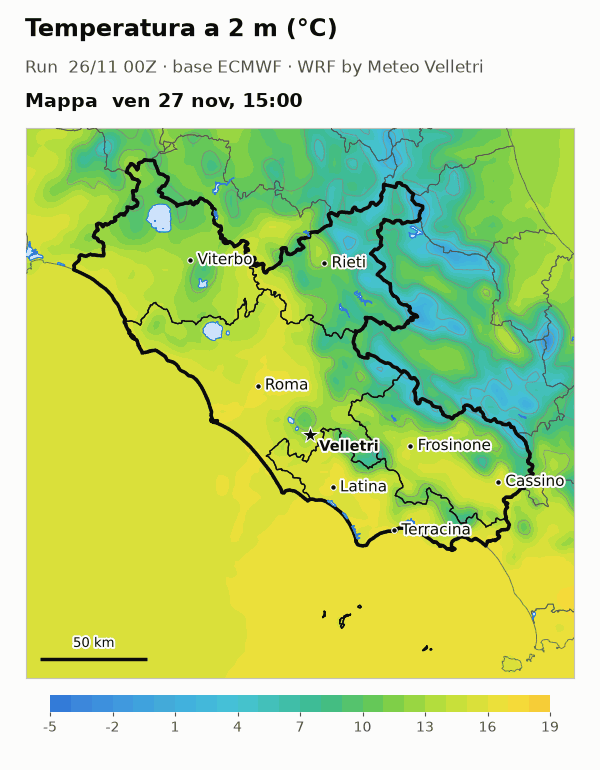 Temperatura a 2 m (°C)
Run  26/11 00Z · base ECMWF · WRF by Meteo Velletri
Mappa  ven 27 nov, 15:00
Viterbo
Rieti
Roma
Velletri
Frosinone
Cassino
Latina
Terracina
50 km
-5 -2 1 4 7 10 13 16 19